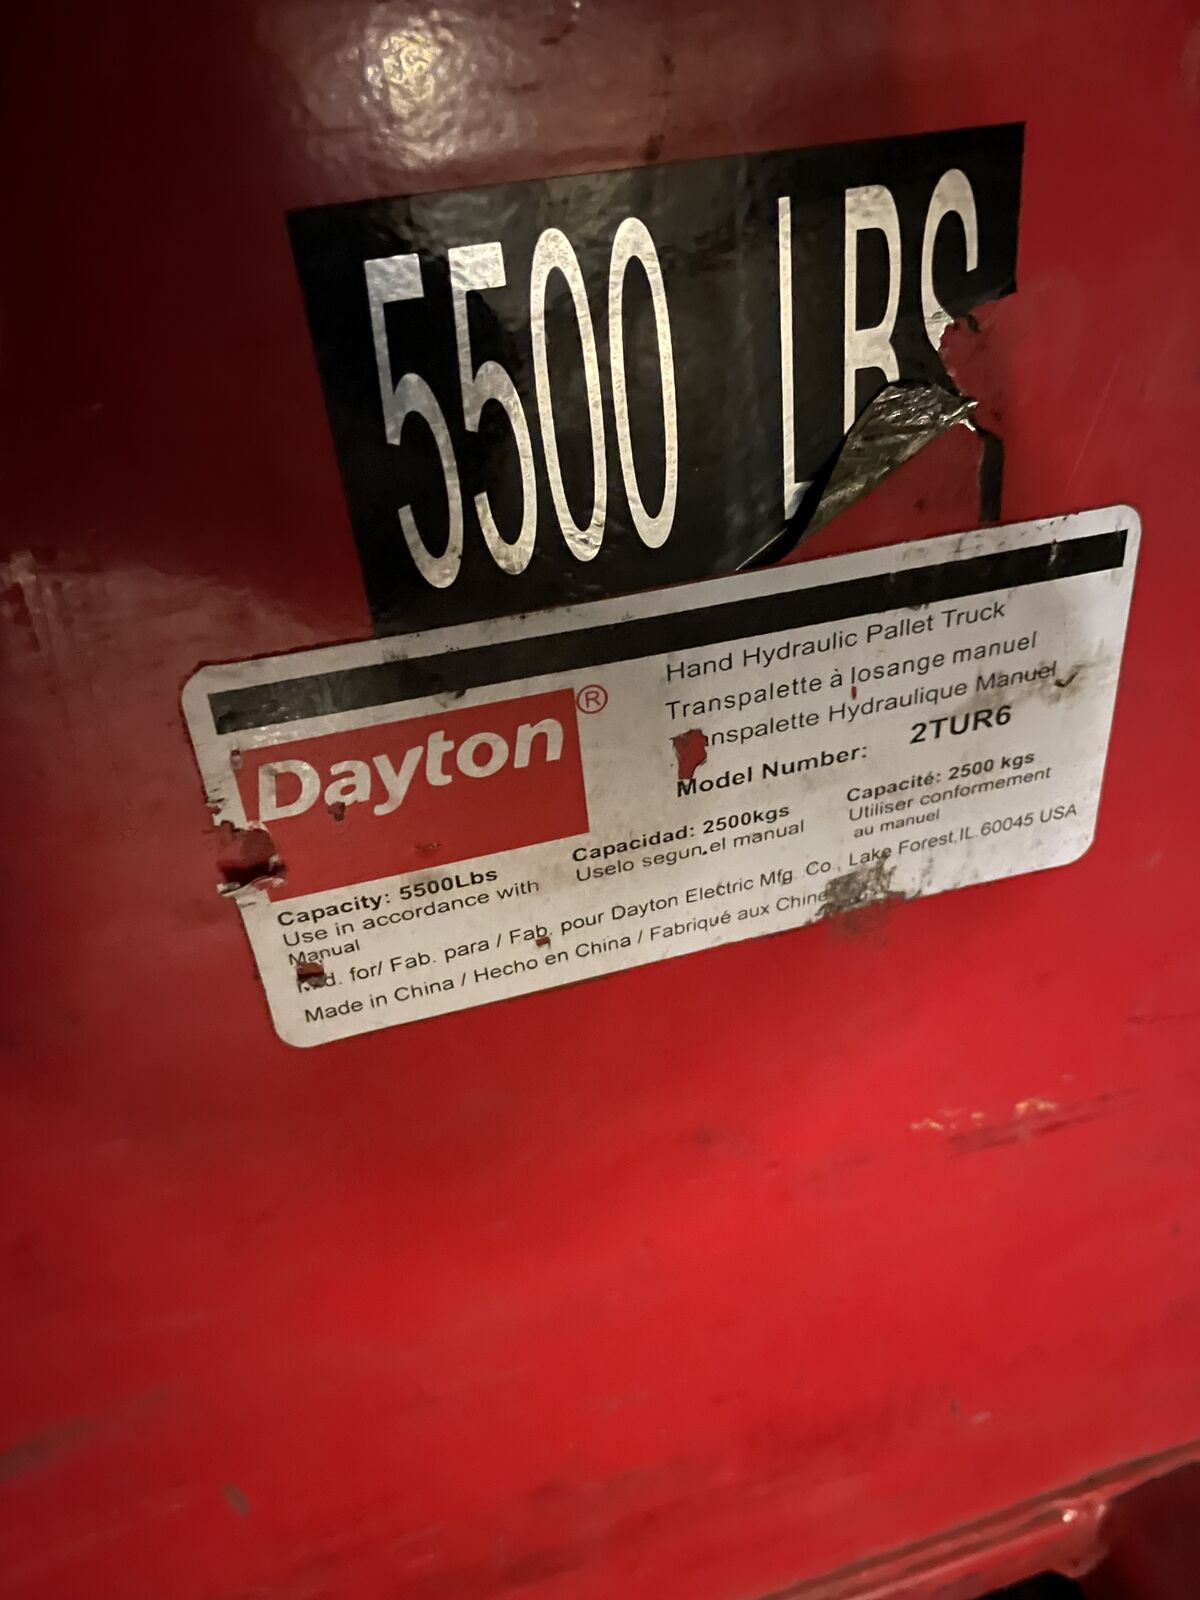 5500 LBS
Dayton®
Hand Hydraulic Pallet Truck
Transpalette à losange manuel
Transpalette Hydraulique Manuel
Model Number: 2TUR6
Capacity: 5500Lbs
Use in accordance with
Manual
Capacidad: 2500kgs
Uselo segun el manual
Capacité: 2500 kgs
Utiliser conformement
au manuel
Mfd. for/ Fab. para / Fab. pour Dayton Electric Mfg. Co., Lake Forest,IL.60045 USA
Made in China / Hecho en China / Fabriqué aux Chine